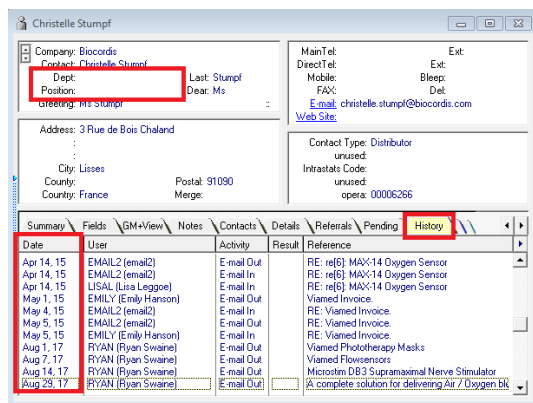 Christelle Stumpf
Company: Biocordis
Contact: Christelle Stumpf
Dept: Last: Stumpf
Position: Dear: Ms
Greeting: Ms Stumpf ::
MainTel: Ext:
DirectTel: Ext:
Mobile: Bleep:
FAX: Del:
E-mail: christelle.stumpf@biocordis.com
Web Site:
Address: 3 Rue de Bois Chaland
:
:
City: Lisses
County: Postal: 91090
Country: France Merge:
Contact Type: Distributor
unused:
Intrastats Code:
unused:
opera: 00006266
Summary Fields GM+View Notes Contacts Details Referrals Pending History
Date User Activity Result Reference
Apr 14, 15 EMAIL2 (email2) E-mail Out RE: re[6]: MAX-14 Oxygen Sensor
Apr 14, 15 EMAIL2 (email2) E-mail In RE: re[6]: MAX-14 Oxygen Sensor
Apr 14, 15 LISAL (Lisa Leggoe) E-mail In RE: re[6]: MAX-14 Oxygen Sensor
May 1, 15 EMILY (Emily Hanson) E-mail Out Viamed Invoice.
May 4, 15 EMAIL2 (email2) E-mail In RE: Viamed Invoice.
May 5, 15 EMAIL2 (email2) E-mail Out RE: Viamed Invoice.
May 5, 15 EMILY (Emily Hanson) E-mail In RE: Viamed Invoice.
Aug 1, 17 RYAN (Ryan Swaine) E-mail Out Viamed Phototherapy Masks
Aug 7, 17 RYAN (Ryan Swaine) E-mail Out Viamed Flowsensors
Aug 14, 17 RYAN (Ryan Swaine) E-mail Out Microstim DB3 Supramaximal Nerve Stimulator
Aug 29, 17 RYAN (Ryan Swaine) E-mail Out A complete solution for delivering Air / Oxygen